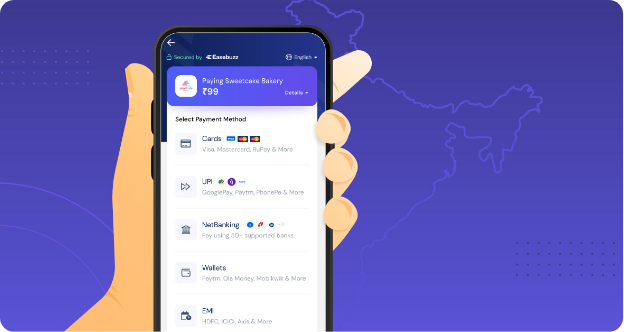 Secured by Easebuzz
English
Paying Sweetcake Bakery
₹99
Details
Select Payment Method
Cards
Visa, Mastercard, RuPay & More
UPI
GooglePay, Paytm, PhonePe & More
NetBanking
Pay using 50+ supported banks
Wallets
Paytm, Ola Money, Mobikwik & More
EMI
HDFC, ICICI, Axis & More